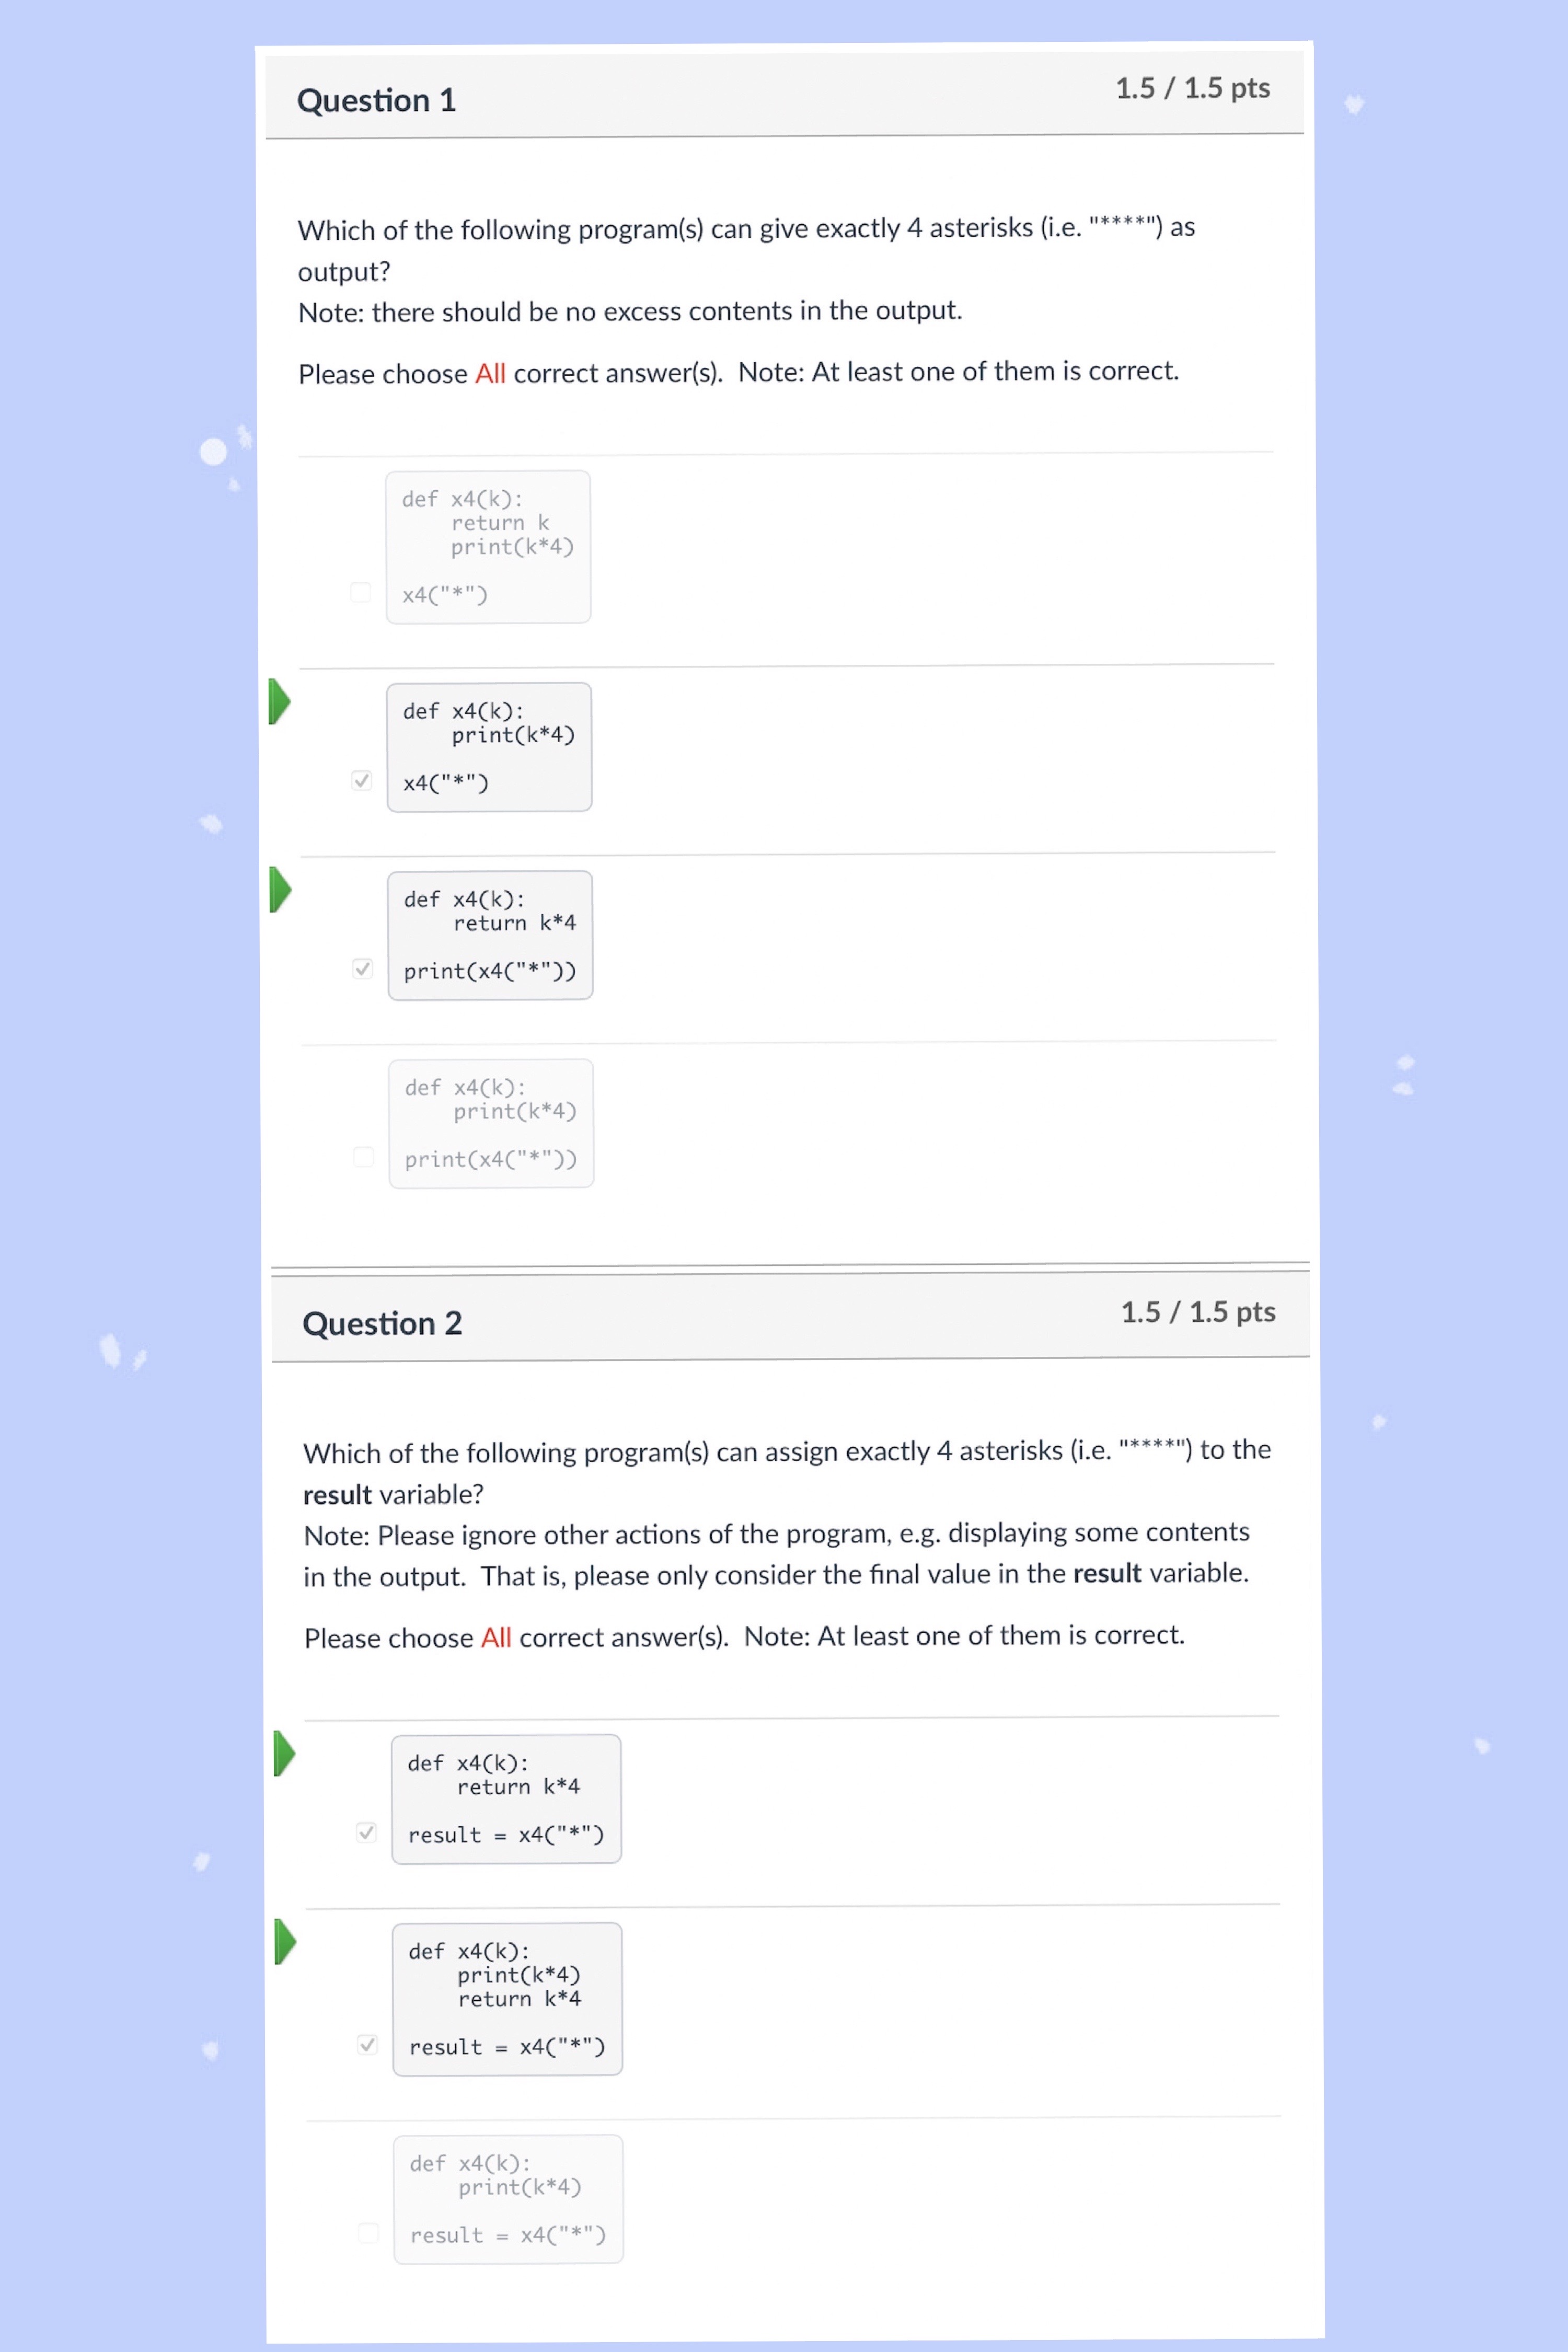 Question 1
1.5 / 1.5 pts
Which of the following program(s) can give exactly 4 asterisks (i.e. "****") as
output?
Note: there should be no excess contents in the output.
Please choose All correct answer(s).  Note: At least one of them is correct.
def x4(k):
    return k
    print(k*4)
x4("*")
def x4(k):
    print(k*4)
x4("*")
def x4(k):
    return k*4
print(x4("*"))
def x4(k):
    print(k*4)
print(x4("*"))
Question 2
1.5 / 1.5 pts
Which of the following program(s) can assign exactly 4 asterisks (i.e. "****") to the
result variable?
Note: Please ignore other actions of the program, e.g. displaying some contents
in the output.  That is, please only consider the final value in the result variable.
Please choose All correct answer(s).  Note: At least one of them is correct.
def x4(k):
    return k*4
result = x4("*")
def x4(k):
    print(k*4)
    return k*4
result = x4("*")
def x4(k):
    print(k*4)
result = x4("*")